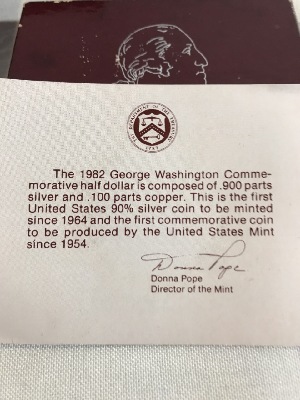 The 1982 George Washington Comme-
morative half dollar is composed of .900 parts
silver and .100 parts copper. This is the first
United States 90% silver coin to be minted
since 1964 and the first commemorative coin
to be produced by the United States Mint
since 1954.
Donna Pope
Donna Pope
Director of the Mint